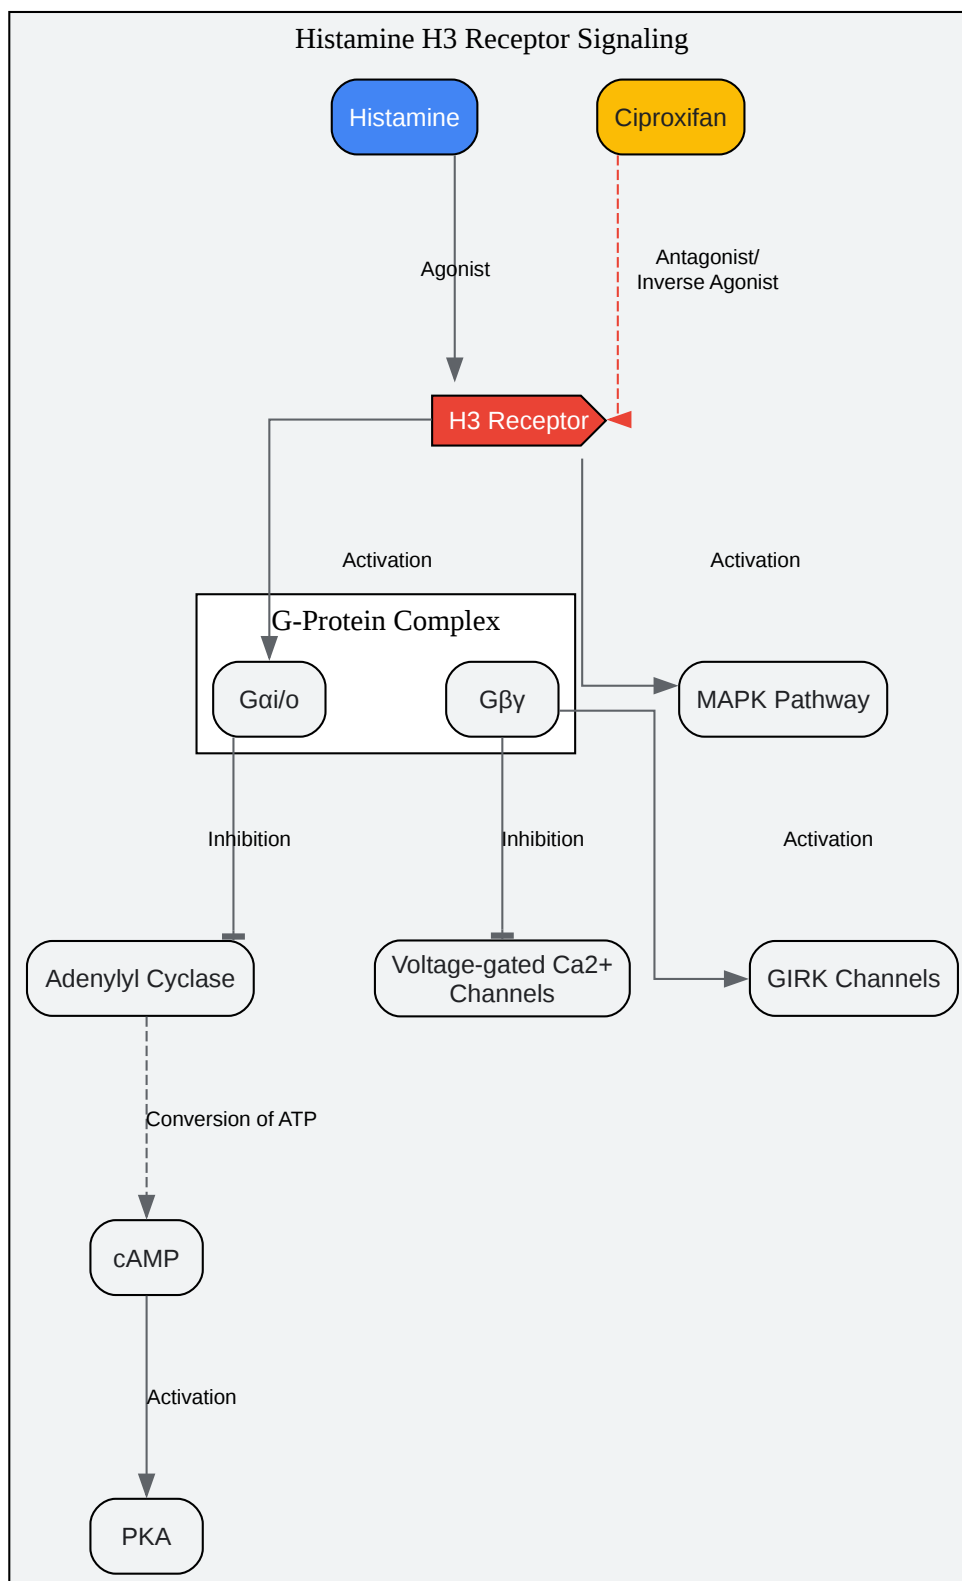 Histamine H3 Receptor Signaling
Histamine
Ciproxifan
Agonist
Antagonist/
Inverse Agonist
H3 Receptor
Activation
Activation
G-Protein Complex
Gαi/o
Gβγ
MAPK Pathway
Inhibition
Inhibition
Activation
Adenylyl Cyclase
Voltage-gated Ca2+
Channels
GIRK Channels
Conversion of ATP
cAMP
Activation
PKA